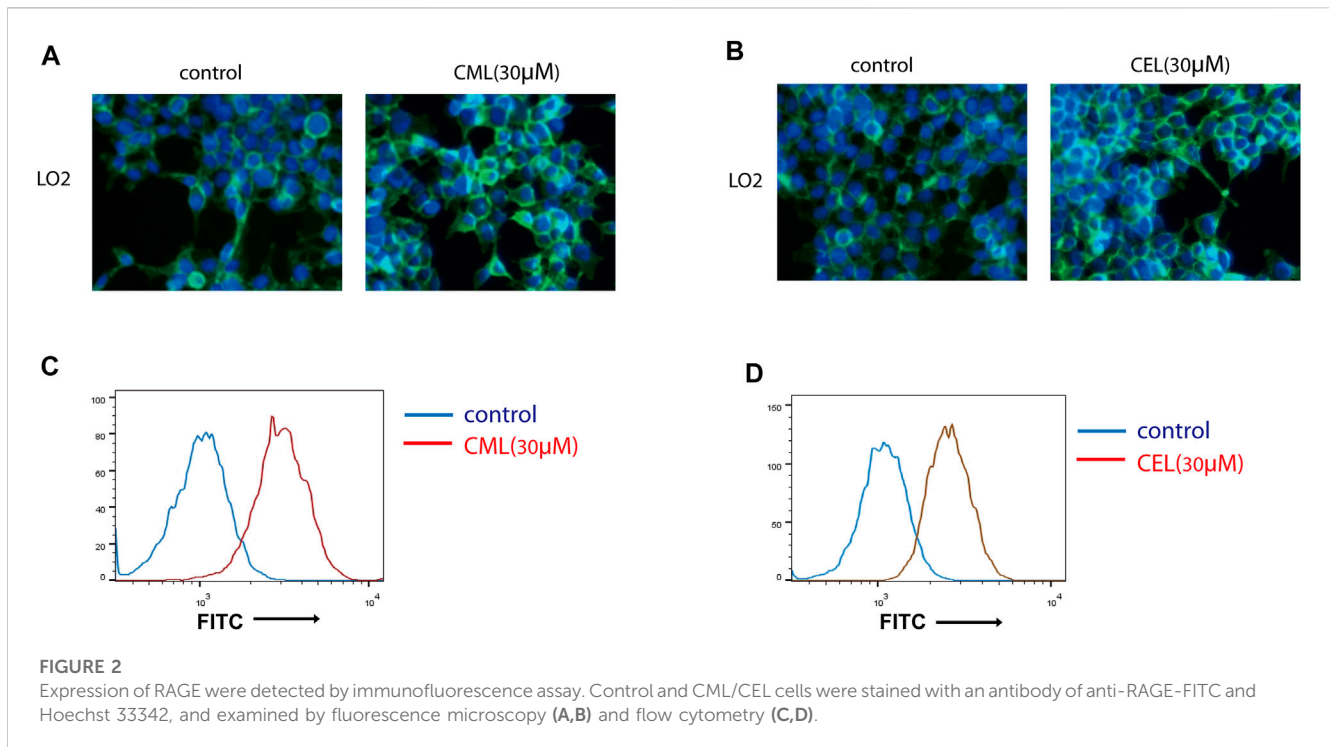 A
control
CML(30µM)
LO2
B
control
CEL(30µM)
LO2
C
100
80
60
40
20
0
10³
10⁴
FITC
control
CML(30µM)
D
150
100
50
0
10³
10⁴
FITC
control
CEL(30µM)
FIGURE 2
Expression of RAGE were detected by immunofluorescence assay. Control and CML/CEL cells were stained with an antibody of anti-RAGE-FITC and
Hoechst 33342, and examined by fluorescence microscopy (A,B) and flow cytometry (C,D).